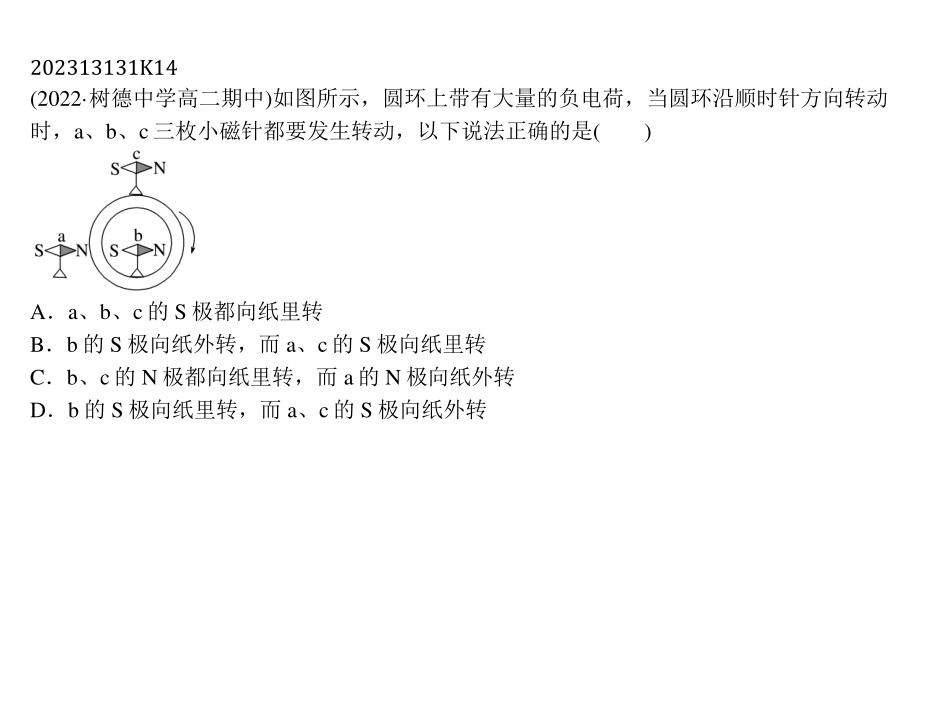 202313131K14
(2022·树德中学高二期中)如图所示，圆环上带有大量的负电荷，当圆环沿顺时针方向转动
时，a、b、c 三枚小磁针都要发生转动，以下说法正确的是(　　)
c
S N
a b
S N S N
A．a、b、c 的 S 极都向纸里转
B．b 的 S 极向纸外转，而 a、c 的 S 极向纸里转
C．b、c 的 N 极都向纸里转，而 a 的 N 极向纸外转
D．b 的 S 极向纸里转，而 a、c 的 S 极向纸外转